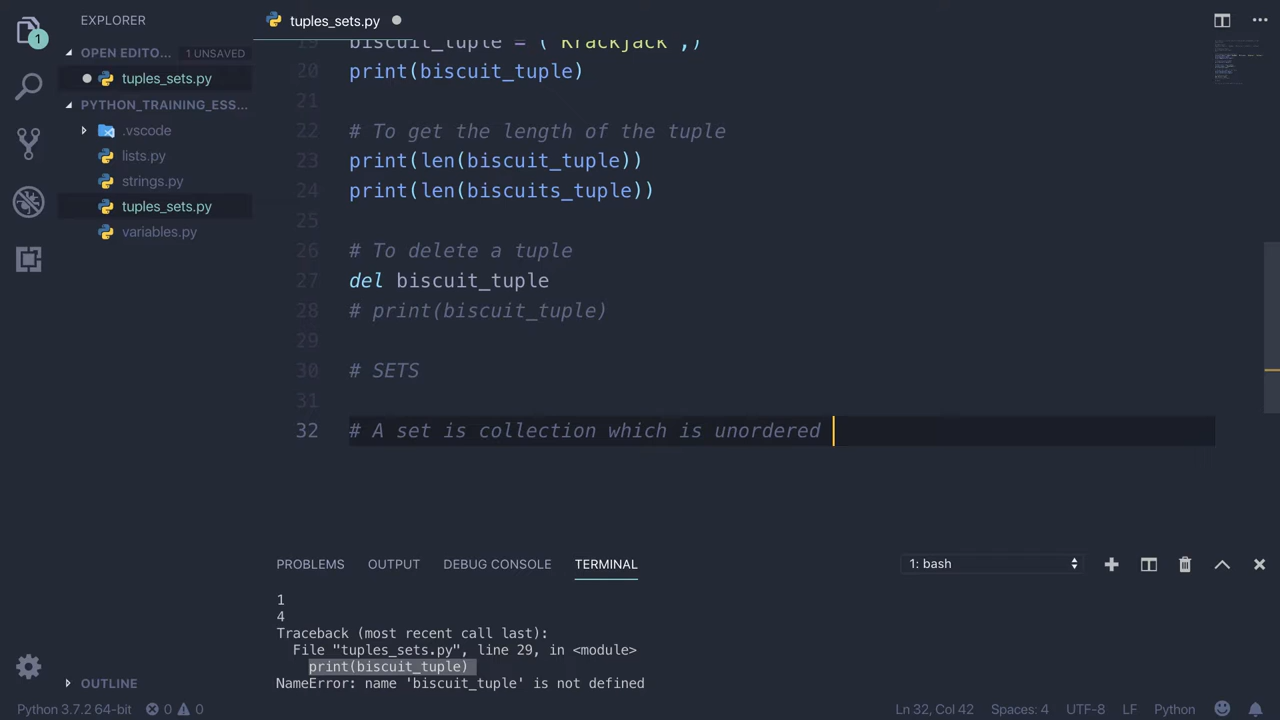 EXPLORER
OPEN EDITO... 1 UNSAVED
tuples_sets.py
PYTHON_TRAINING_ESS...
.vscode
lists.py
strings.py
tuples_sets.py
variables.py
OUTLINE
1
tuples_sets.py
19 biscuit_tuple = ('Krackjack',)
20 print(biscuit_tuple)
21
22 # To get the length of the tuple
23 print(len(biscuit_tuple))
24 print(len(biscuits_tuple))
25
26 # To delete a tuple
27 del biscuit_tuple
28 # print(biscuit_tuple)
29
30 # SETS
31
32 # A set is collection which is unordered
PROBLEMS OUTPUT DEBUG CONSOLE TERMINAL 1: bash
1
4
Traceback (most recent call last):
File "tuples_sets.py", line 29, in <module>
print(biscuit_tuple)
NameError: name 'biscuit_tuple' is not defined
Python 3.7.2 64-bit 0 0 Ln 32, Col 42 Spaces: 4 UTF-8 LF Python